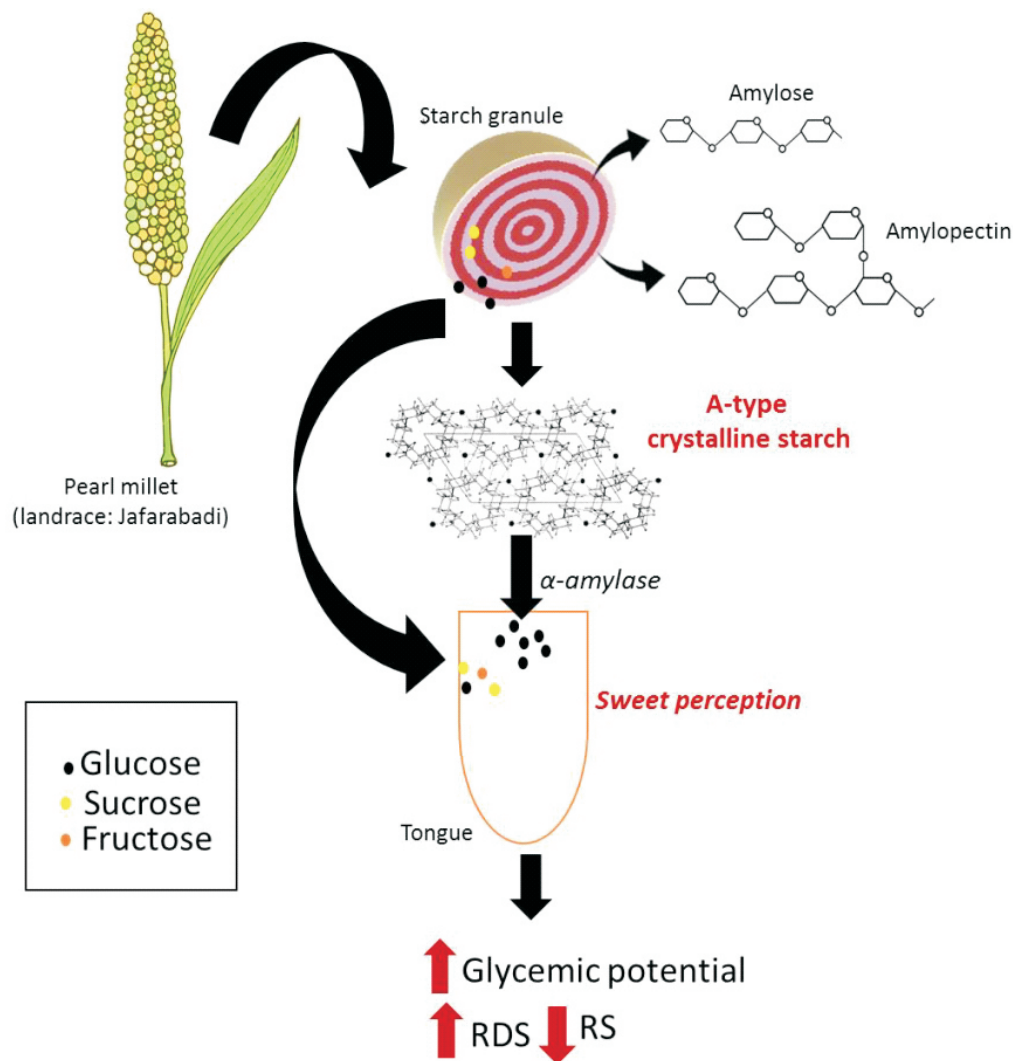 Starch granule
Amylose
Amylopectin
Pearl millet
(landrace: Jafarabadi)
A-type
crystalline starch
α-amylase
Sweet perception
Glucose
Sucrose
Fructose
Tongue
Glycemic potential
RDS RS